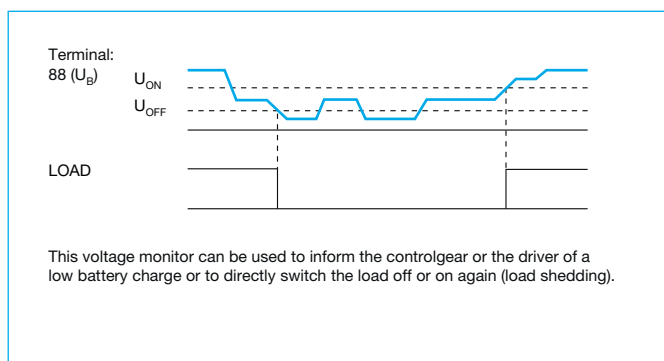 Terminal:
88 (U_B)
U_ON
U_OFF
LOAD
This voltage monitor can be used to inform the controlgear or the driver of a
low battery charge or to directly switch the load off or on again (load shedding).